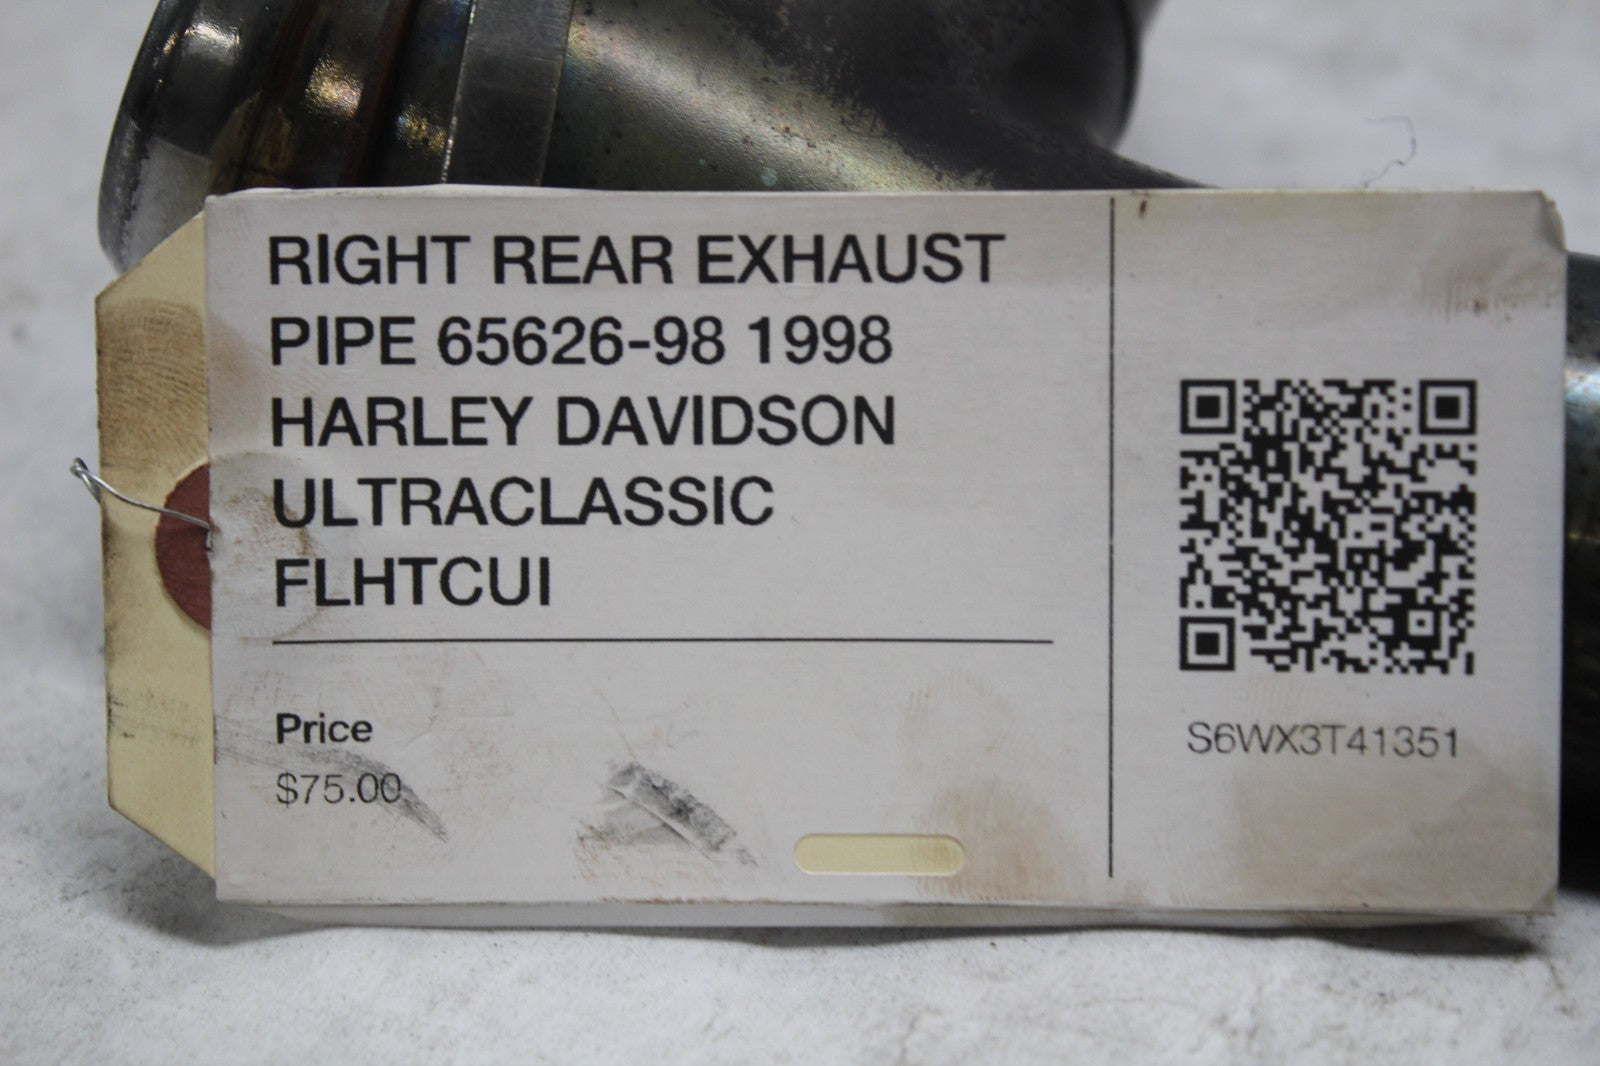 RIGHT REAR EXHAUST
PIPE 65626-98 1998
HARLEY DAVIDSON
ULTRACLASSIC
FLHTCUI
Price
$75.00
S6WX3T41351